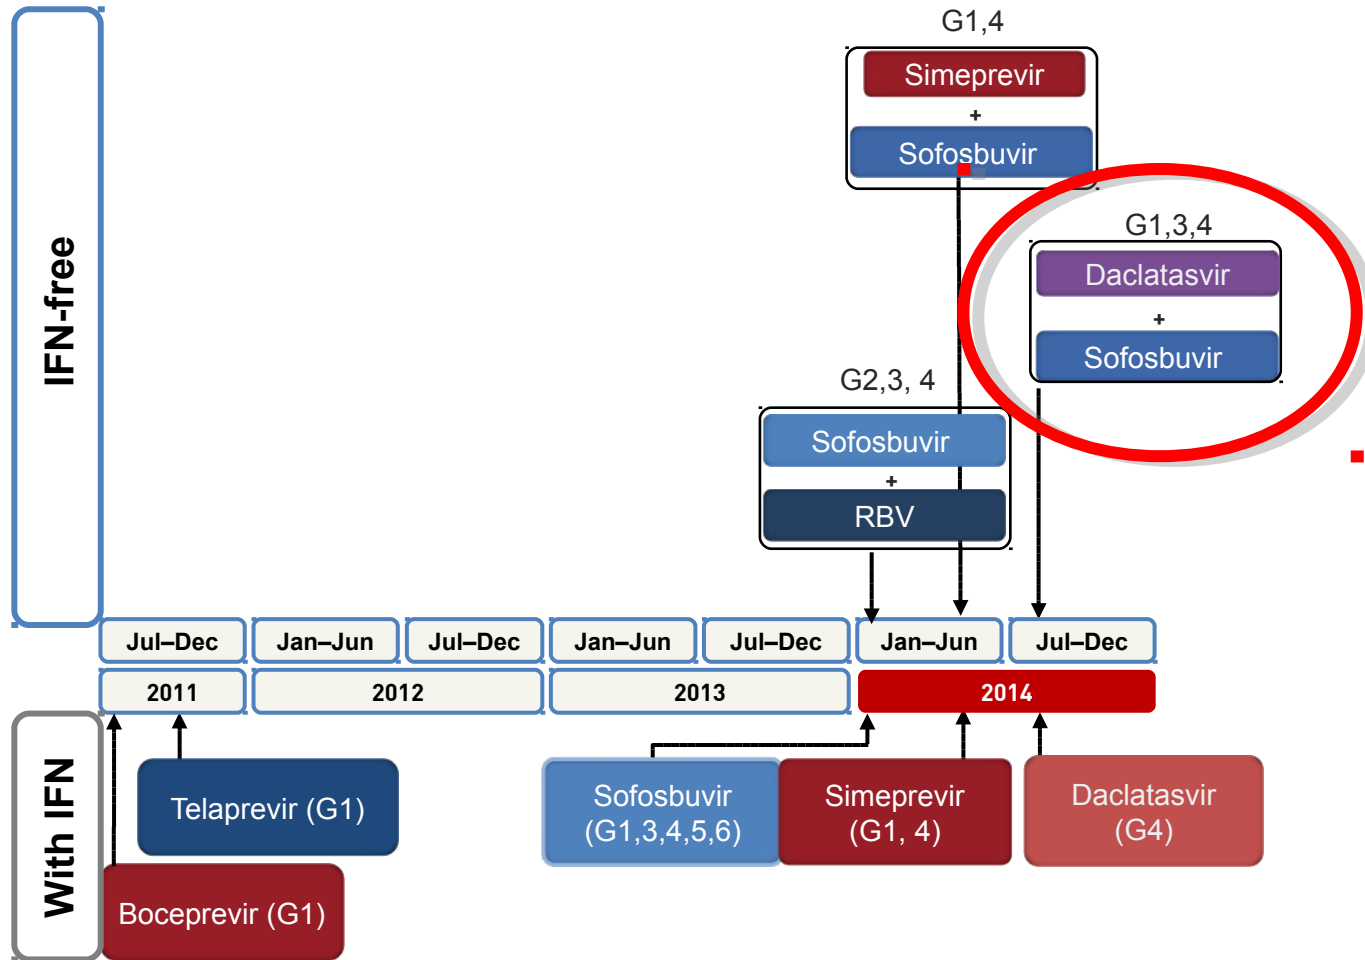 G1,4
Simeprevir
+
Sofosbuvir
G1,3,4
Daclatasvir
+
Sofosbuvir
G2,3, 4
Sofosbuvir
+
RBV
IFN-free
Jul–Dec Jan–Jun Jul–Dec Jan–Jun Jul–Dec Jan–Jun Jul–Dec
2011 2012 2013 2014
With IFN
Telaprevir (G1)
Boceprevir (G1)
Sofosbuvir
(G1,3,4,5,6)
Simeprevir
(G1, 4)
Daclatasvir
(G4)